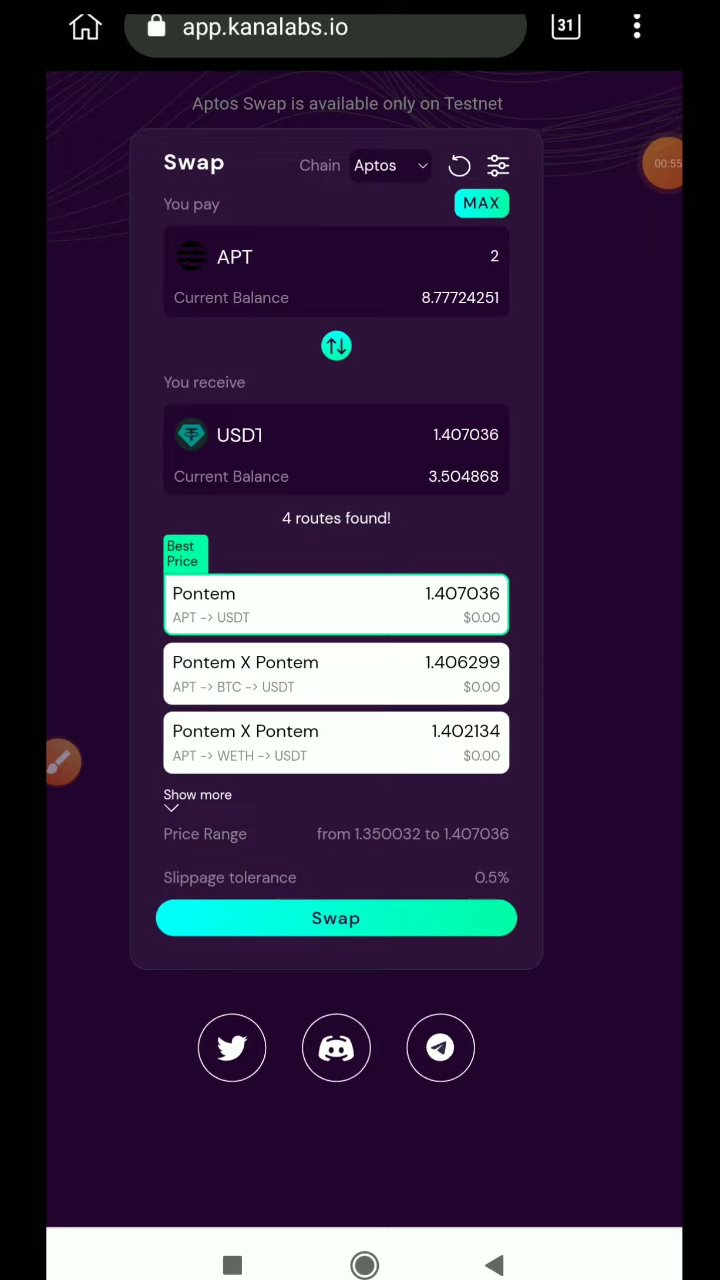 app.kanalabs.io
31
Aptos Swap is available only on Testnet
Swap
Chain Aptos
00:55
You pay
MAX
APT 2
Current Balance 8.77724251
You receive
USDT 1.407036
Current Balance 3.504868
4 routes found!
Best
Price
Pontem 1.407036
APT -> USDT $0.00
Pontem X Pontem 1.406299
APT -> BTC -> USDT $0.00
Pontem X Pontem 1.402134
APT -> WETH -> USDT $0.00
Show more
Price Range from 1.350032 to 1.407036
Slippage tolerance 0.5%
Swap